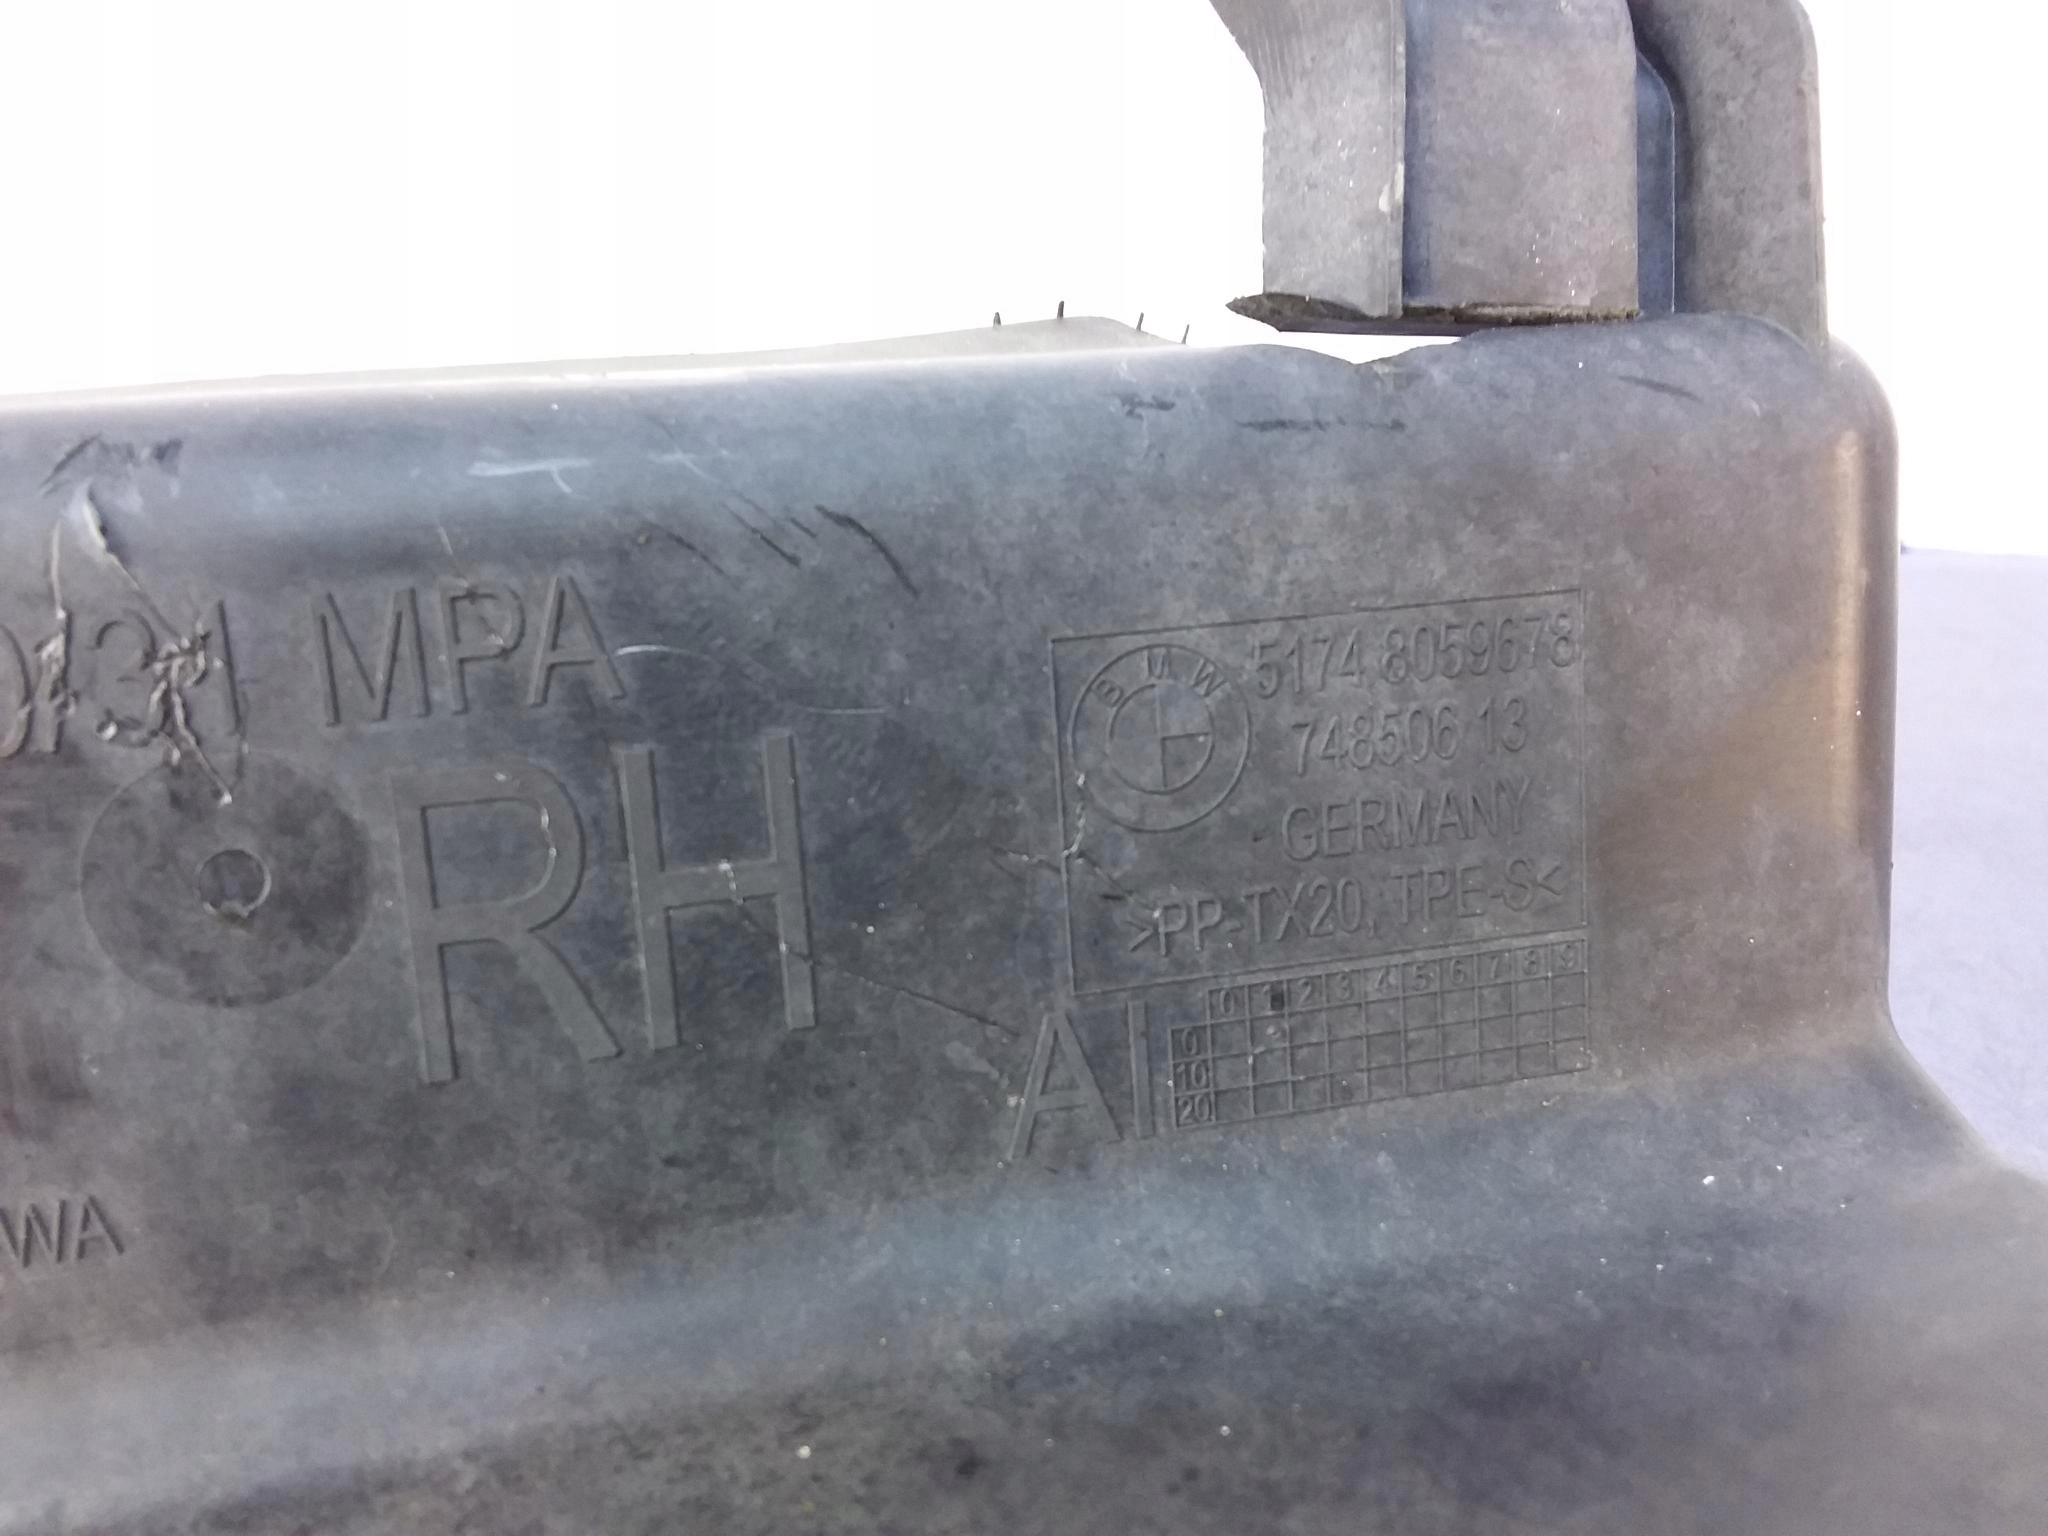 MPA
RH
BMW
5174 8059678
748506 13
GERMANY
>PP-TX20, TPE-S<
AI
0 1 2 3 4 5 6 7 8 9
0
10
20
WA